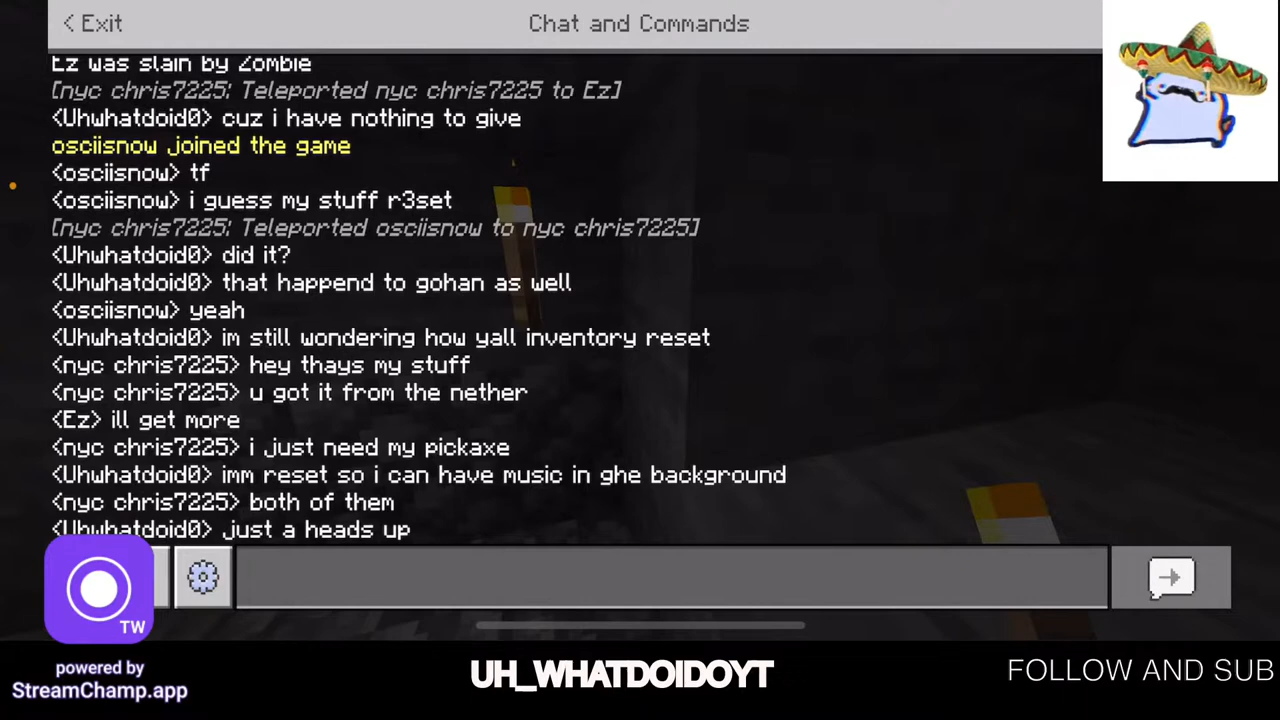 < Exit
Chat and Commands
Ez was slain by Zombie
[nyc chris7225: Teleported nyc chris7225 to Ez]
<Uhwhatdoid0> cuz i have nothing to give
osciisnow joined the game
<osciisnow> tf
<osciisnow> i guess my stuff r3set
[nyc chris7225: Teleported osciisnow to nyc chris7225]
<Uhwhatdoid0> did it?
<Uhwhatdoid0> that happend to gohan as well
<osciisnow> yeah
<Uhwhatdoid0> im still wondering how yall inventory reset
<nyc chris7225> hey thays my stuff
<nyc chris7225> u got it from the nether
<Ez> ill get more
<nyc chris7225> i just need my pickaxe
<Uhwhatdoid0> imm reset so i can have music in ghe background
<nyc chris7225> both of them
<Uhwhatdoid0> just a heads up
TW
powered by
StreamChamp.app
UH_WHATDOIDOYT
FOLLOW AND SUB